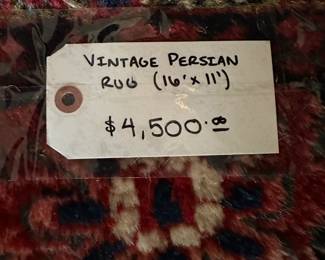 VINTAGE PERSIAN
RUG (16' x 11')
$4,500.00